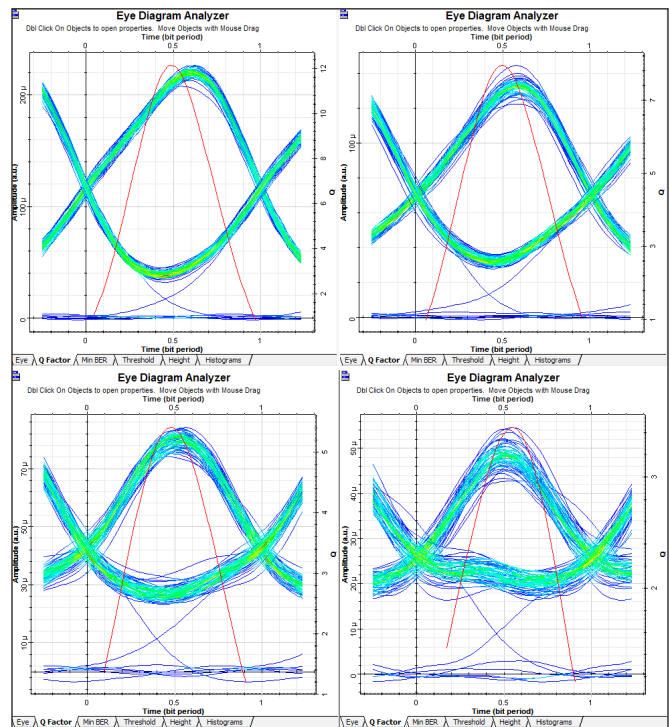 Eye Diagram Analyzer
Dbl Click On Objects to open properties. Move Objects with Mouse Drag
Time (bit period)
0 0.5 1
Amplitude (a.u.)
200 µ
100 µ
0
12
10
8
6
4
2
Q
Time (bit period)
Eye Q Factor Min BER Threshold Height Histograms
Eye Diagram Analyzer
Dbl Click On Objects to open properties. Move Objects with Mouse Drag
Time (bit period)
0 0.5 1
Amplitude (a.u.)
100 µ
0
7
5
3
1
Q
Time (bit period)
Eye Q Factor Min BER Threshold Height Histograms
Eye Diagram Analyzer
Dbl Click On Objects to open properties. Move Objects with Mouse Drag
Time (bit period)
0 0.5 1
Amplitude (a.u.)
70 µ
50 µ
30 µ
10 µ
5
4
3
2
1
Q
Time (bit period)
Eye Q Factor Min BER Threshold Height Histograms
Eye Diagram Analyzer
Dbl Click On Objects to open properties. Move Objects with Mouse Drag
Time (bit period)
0 0.5 1
Amplitude (a.u.)
50 µ
40 µ
30 µ
20 µ
10 µ
0
3
2
Q
Time (bit period)
Eye Q Factor Min BER Threshold Height Histograms